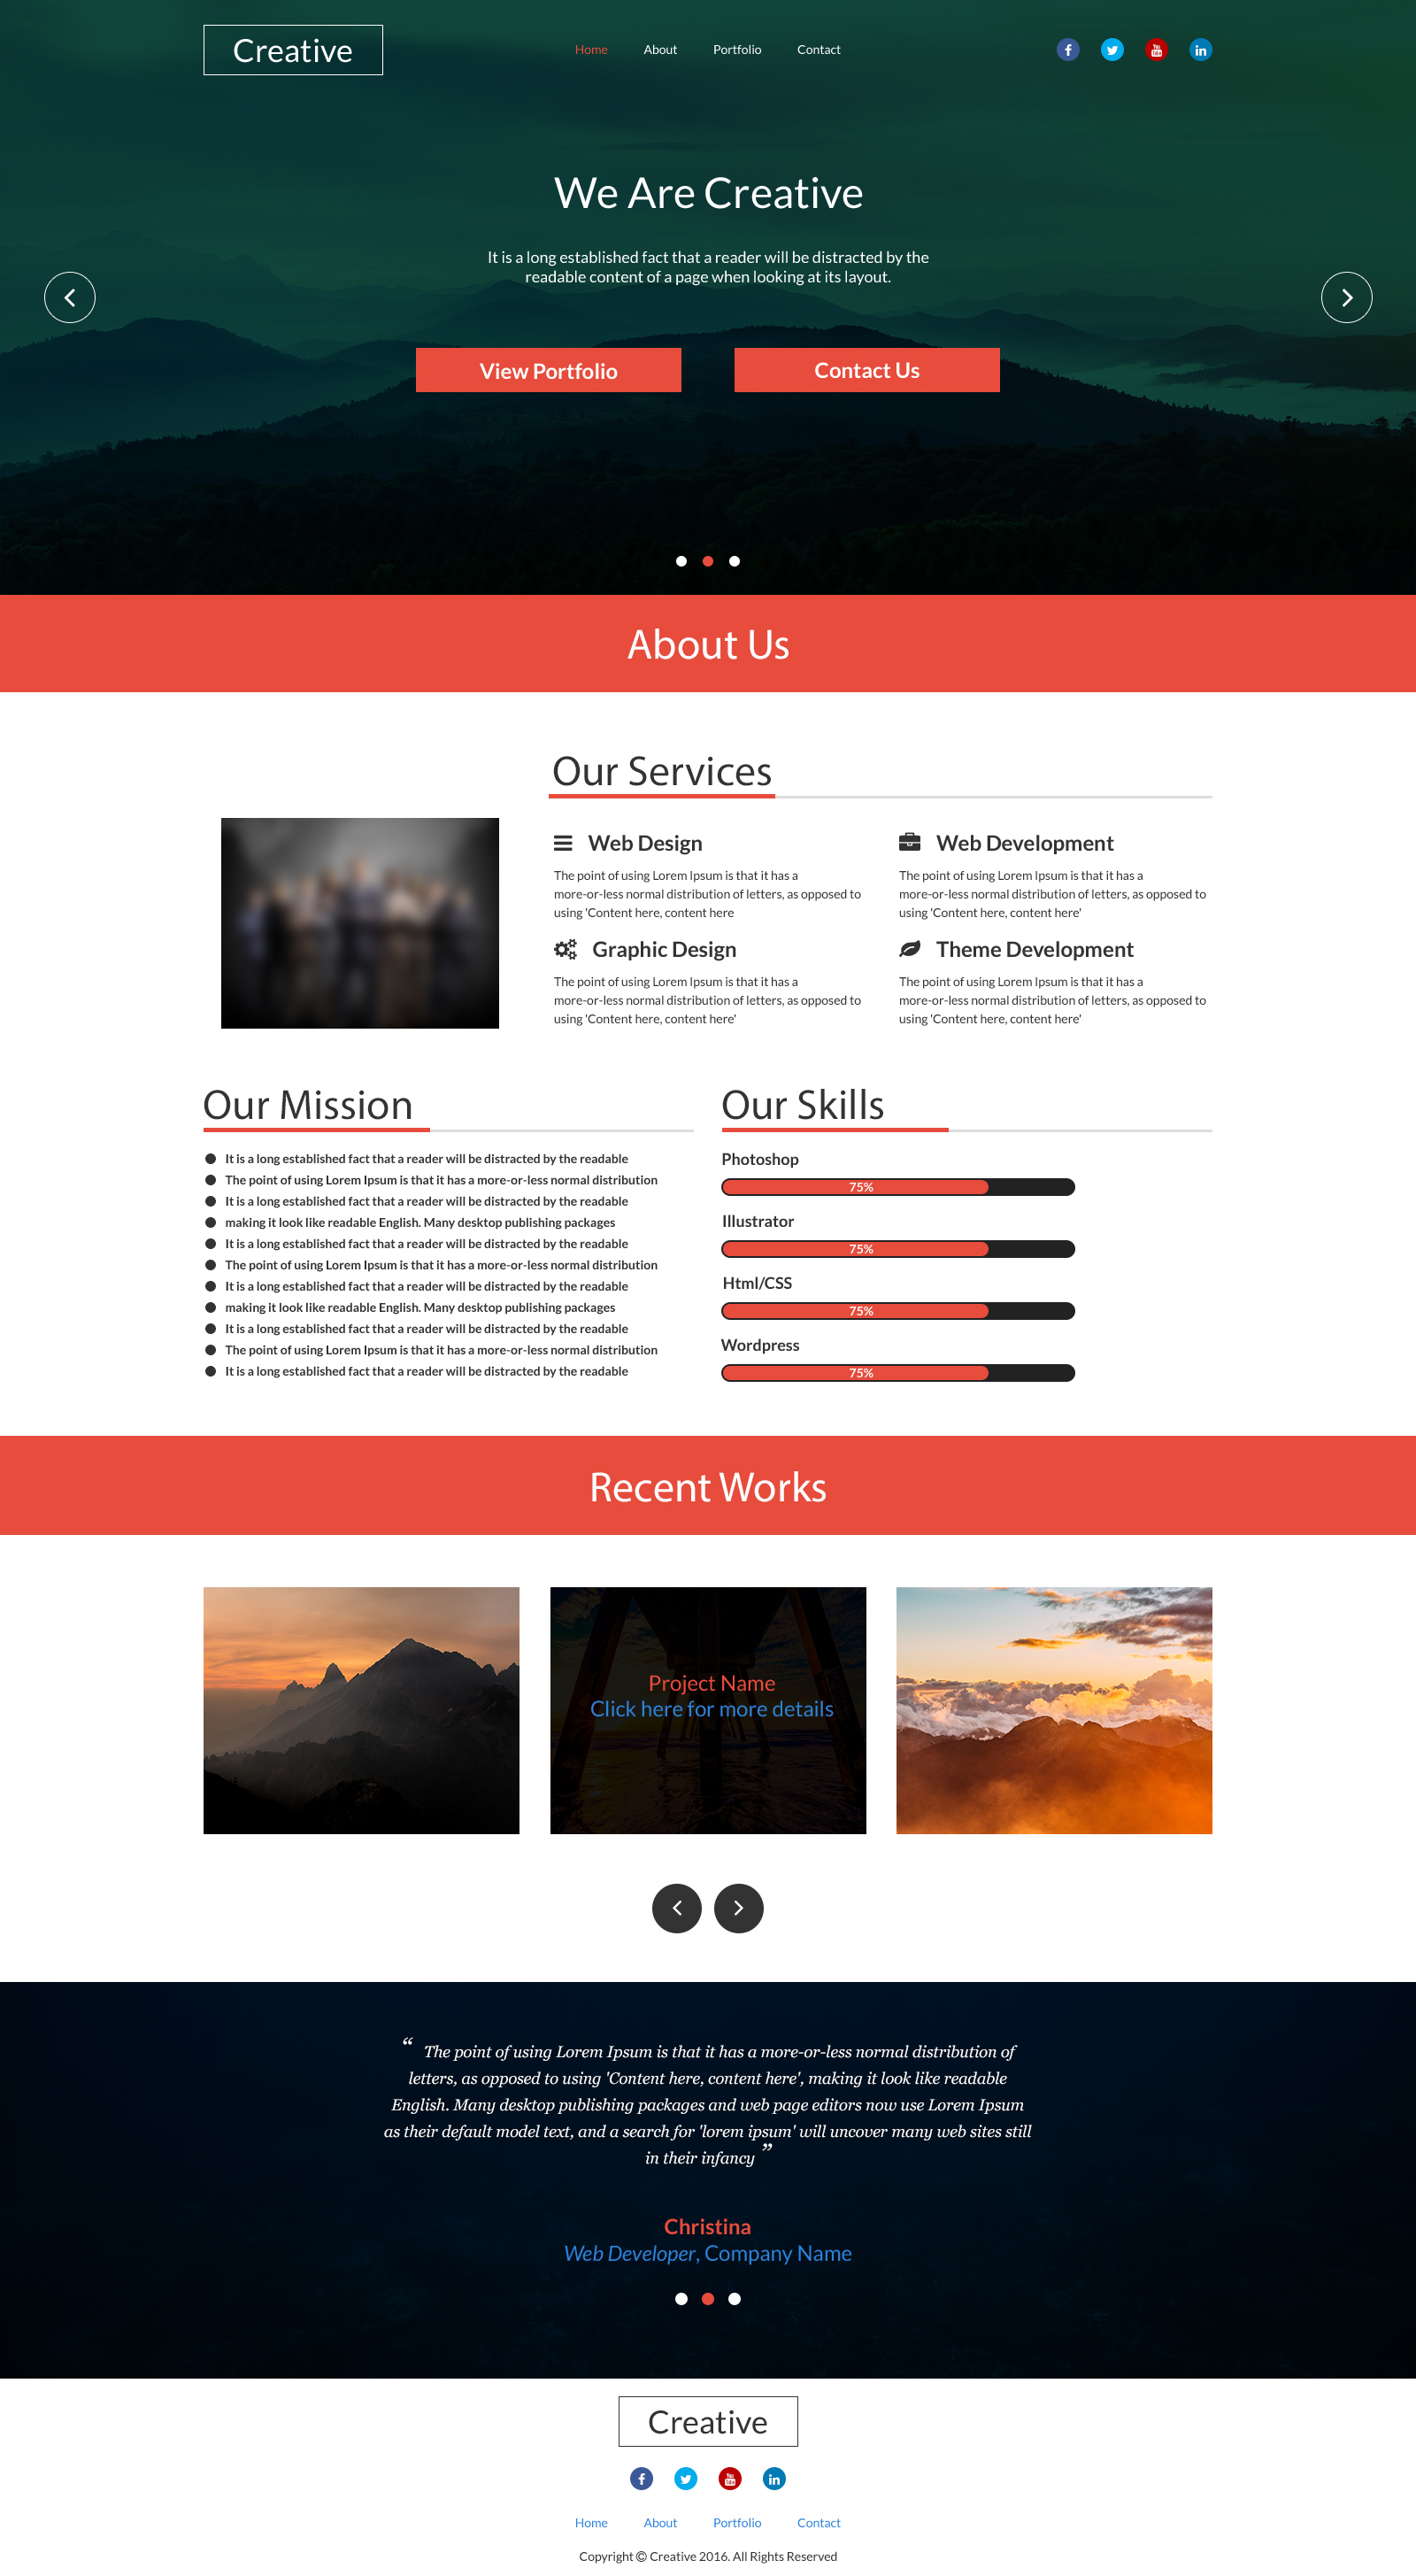 Creative
Home About Portfolio Contact
We Are Creative
It is a long established fact that a reader will be distracted by the
readable content of a page when looking at its layout.
View Portfolio
Contact Us
About Us
Our Services
Web Design
The point of using Lorem Ipsum is that it has a
more-or-less normal distribution of letters, as opposed to
using 'Content here, content here
Web Development
The point of using Lorem Ipsum is that it has a
more-or-less normal distribution of letters, as opposed to
using 'Content here, content here'
Graphic Design
The point of using Lorem Ipsum is that it has a
more-or-less normal distribution of letters, as opposed to
using 'Content here, content here'
Theme Development
The point of using Lorem Ipsum is that it has a
more-or-less normal distribution of letters, as opposed to
using 'Content here, content here'
Our Mission
It is a long established fact that a reader will be distracted by the readable
The point of using Lorem Ipsum is that it has a more-or-less normal distribution
It is a long established fact that a reader will be distracted by the readable
making it look like readable English. Many desktop publishing packages
It is a long established fact that a reader will be distracted by the readable
The point of using Lorem Ipsum is that it has a more-or-less normal distribution
It is a long established fact that a reader will be distracted by the readable
making it look like readable English. Many desktop publishing packages
It is a long established fact that a reader will be distracted by the readable
The point of using Lorem Ipsum is that it has a more-or-less normal distribution
It is a long established fact that a reader will be distracted by the readable
Our Skills
Photoshop
75%
Illustrator
75%
Html/CSS
75%
Wordpress
75%
Recent Works
Project Name
Click here for more details
“ The point of using Lorem Ipsum is that it has a more-or-less normal distribution of
letters, as opposed to using 'Content here, content here', making it look like readable
English. Many desktop publishing packages and web page editors now use Lorem Ipsum
as their default model text, and a search for 'lorem ipsum' will uncover many web sites still
in their infancy ”
Christina
Web Developer, Company Name
Creative
Home About Portfolio Contact
Copyright © Creative 2016. All Rights Reserved